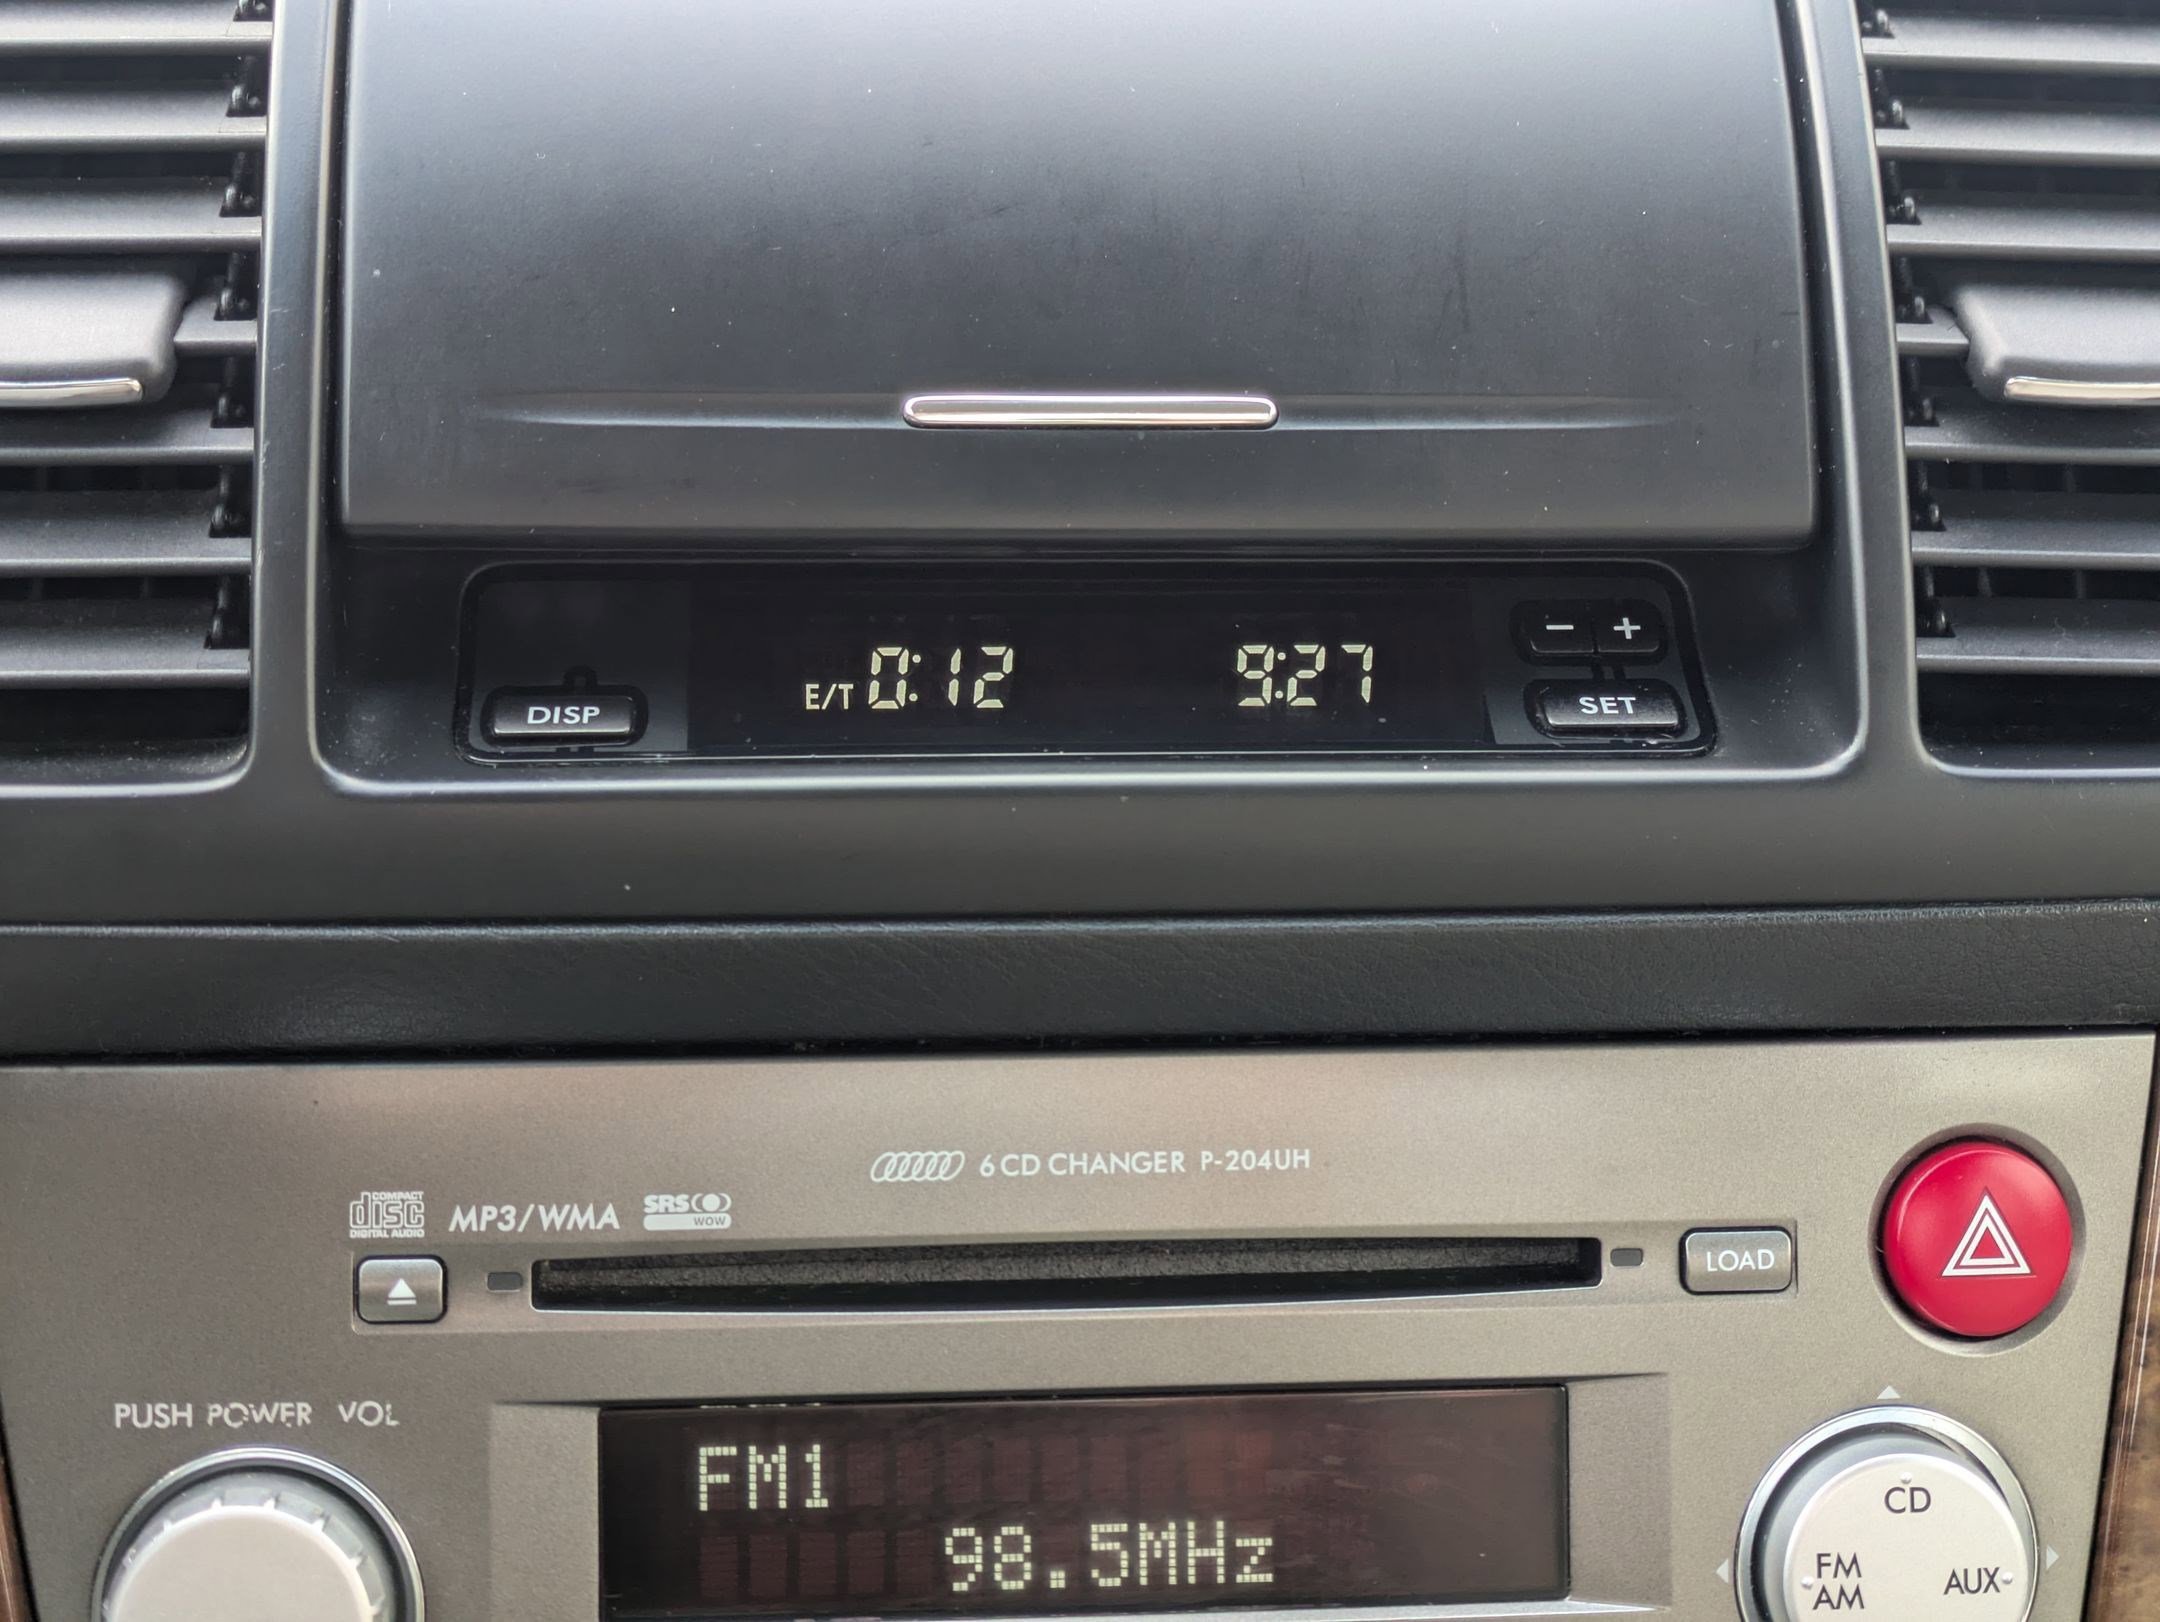 E/T 0:12 9:27
− +
DISP
SET
6 CD CHANGER P-204UH
COMPACT
disc
DIGITAL AUDIO
MP3/WMA
SRS
WOW
LOAD
PUSH POWER VOL
FM1
98.5MHz
CD
FM
AM
AUX